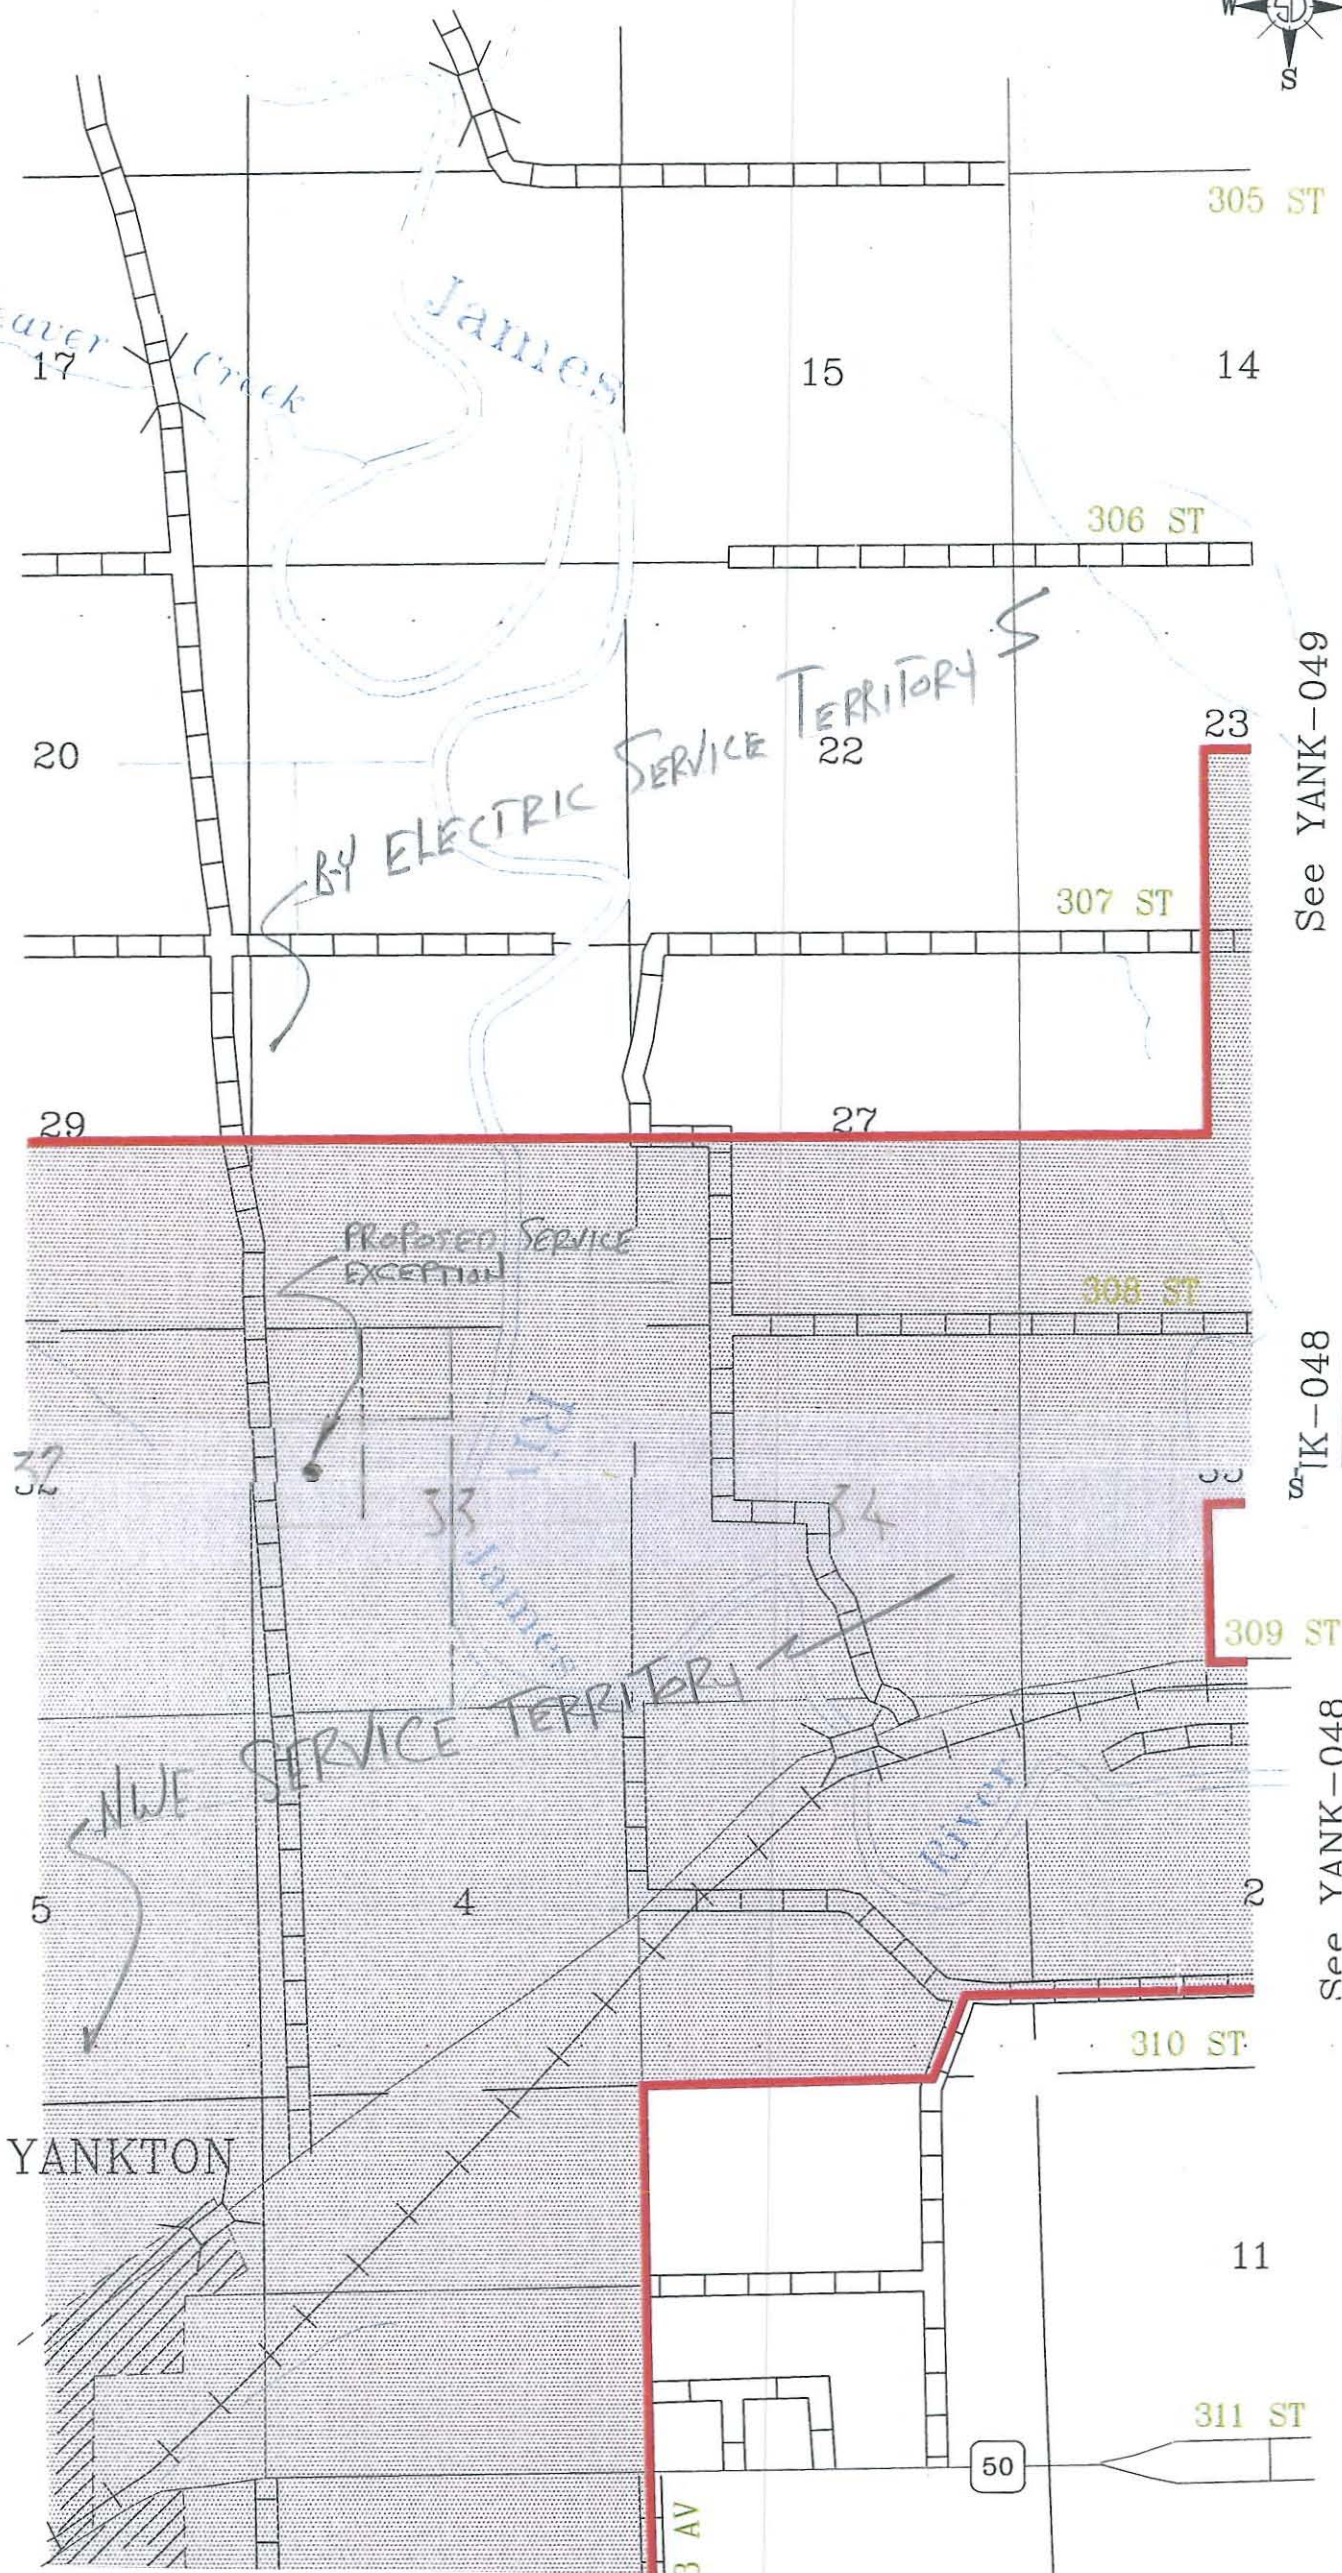 W
SD
S
305 ST
James
Creek
17
15
14
306 ST
20
22
23
B-Y ELECTRIC SERVICE TERRITORY
See YANK-049
307 ST
29
27
PROPOSED SERVICE
EXCEPTION
308 ST
32
33
34
James
309 ST
NWE SERVICE TERRITORY
River
See YANK-048
5
4
2
310 ST
YANKTON
11
311 ST
50
AV